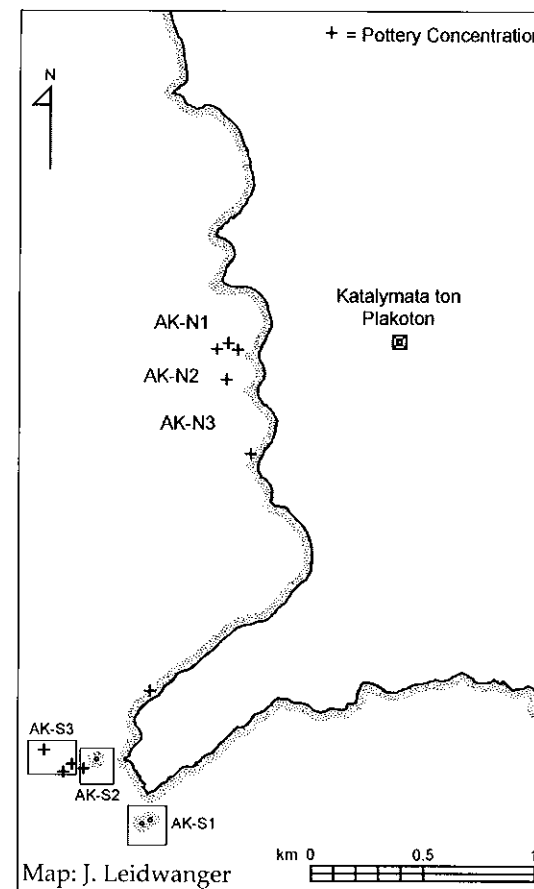 + = Pottery Concentration
N
Katalymata ton
Plakoton
AK-N1
AK-N2
AK-N3
AK-S3
AK-S2
AK-S1
Map: J. Leidwanger
km 0 0.5 1